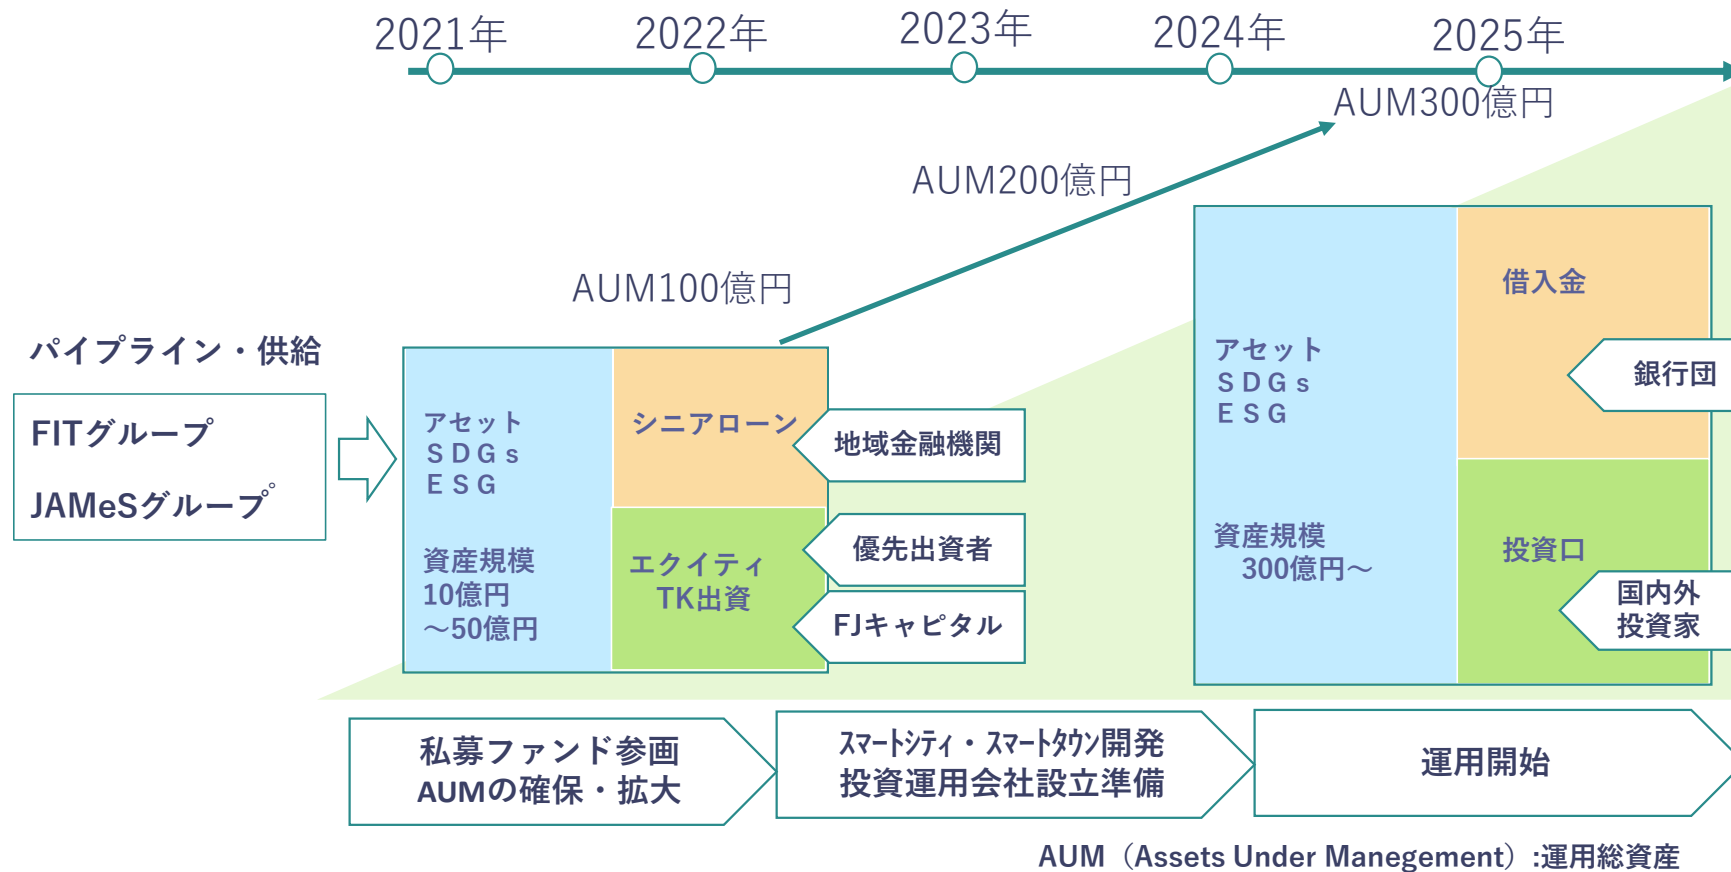 2021年
2022年
2023年
2024年
2025年
AUM300億円
AUM200億円
AUM100億円
パイプライン・供給
FITグループ
JAMeSグループ
アセット
ＳＤＧｓ
ＥＳＧ
資産規模
10億円
～50億円
シニアローン
エクイティ
TK出資
地域金融機関
優先出資者
FJキャピタル
アセット
ＳＤＧｓ
ＥＳＧ
資産規模
300億円～
借入金
投資口
銀行団
国内外
投資家
私募ファンド参画
AUMの確保・拡大
ｽﾏｰﾄｼﾃｨ・ｽﾏｰﾄﾀｳﾝ開発
投資運用会社設立準備
運用開始
AUM（Assets Under Manegement）:運用総資産